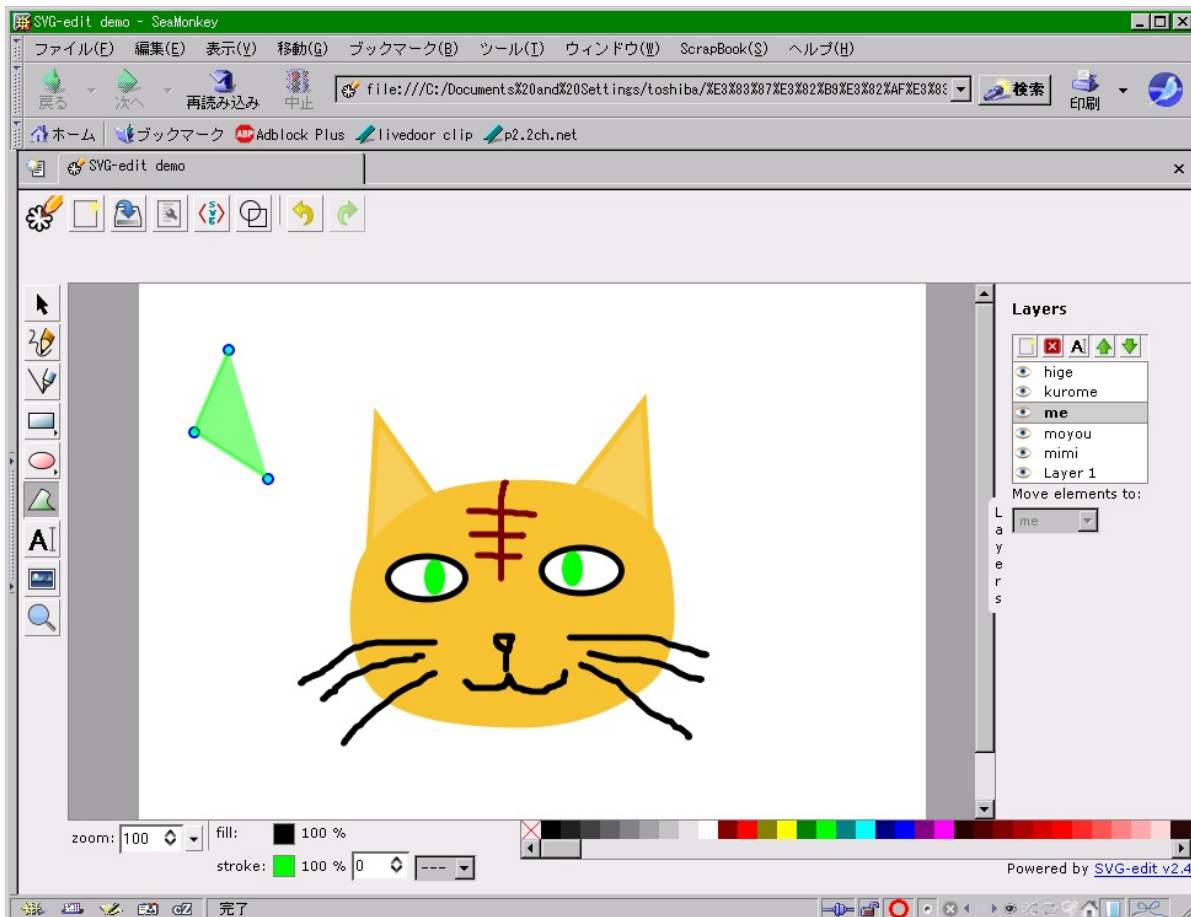 SVG-edit demo - SeaMonkey
ファイル(F) 編集(E) 表示(V) 移動(G) ブックマーク(B) ツール(T) ウィンドウ(W) ScrapBook(S) ヘルプ(H)
戻る 次へ 再読み込み 中止 file:///C:/Documents%20and%20Settings/toshiba/%E3%83%87%E3%82%B9%E3%82%AF%E3%8 検索 印刷
ホーム ブックマーク ABP Adblock Plus livedoor clip p2.2ch.net
SVG-edit demo
Layers
hige
kurome
me
moyou
mimi
Layer 1
Move elements to:
me
Layers
zoom: 100 fill: 100 %
stroke: 100 % 0 ---
Powered by SVG-edit v2.4
完了